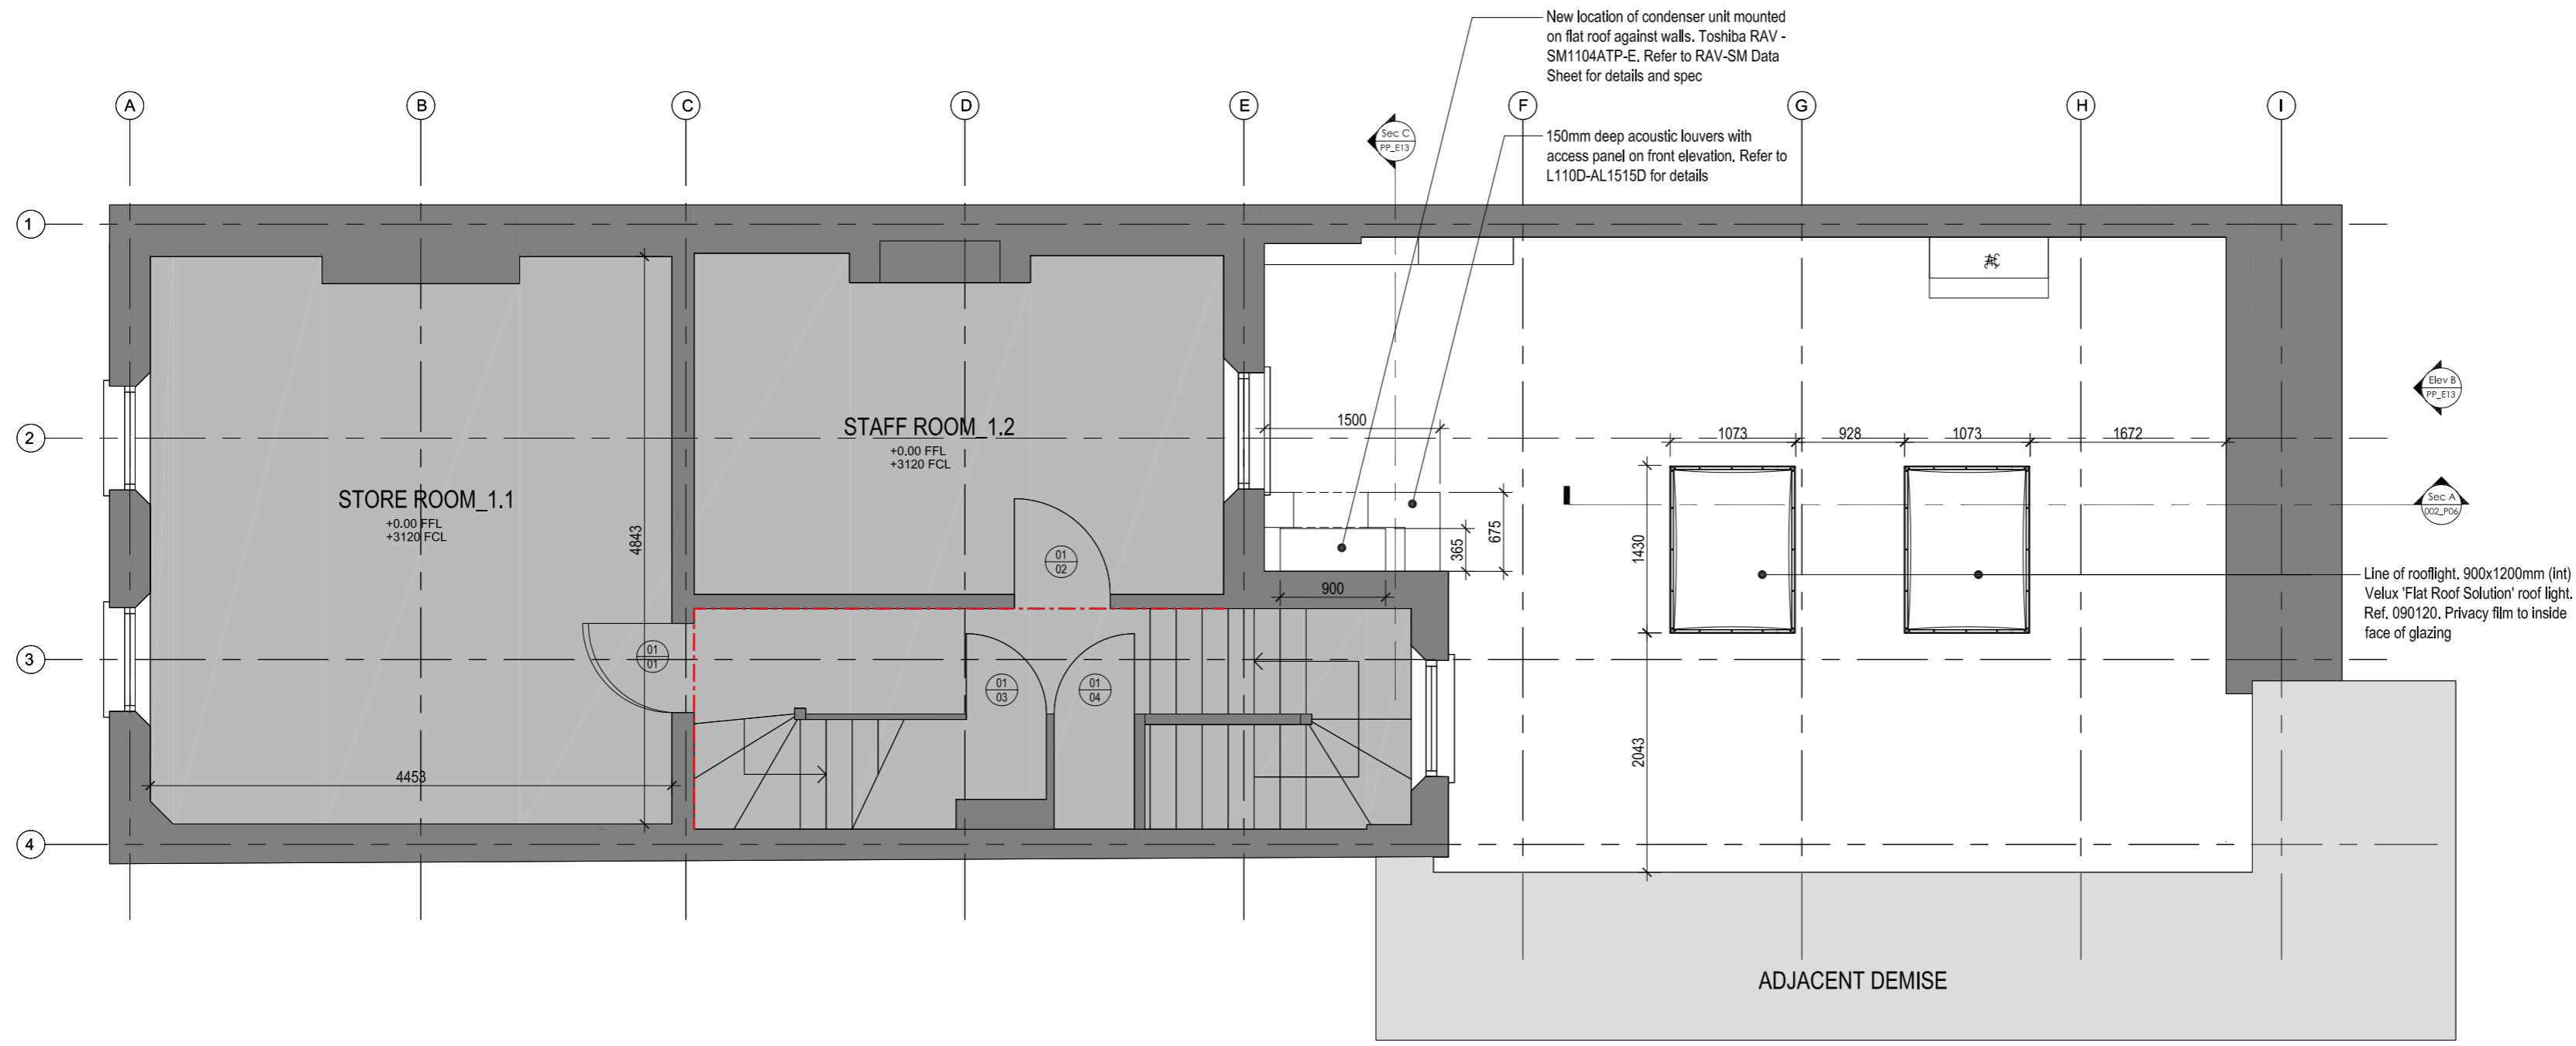 New location of condenser unit mounted
on flat roof against walls. Toshiba RAV -
SM1104ATP-E. Refer to RAV-SM Data
Sheet for details and spec
A
B
C
D
E
F
G
H
I
Sec C
PP_E13
150mm deep acoustic louvers with
access panel on front elevation. Refer to
L110D-AL1515D for details
1
2
3
4
Elev B
PP_E13
STAFF ROOM_1.2
+0.00 FFL
+3120 FCL
1500
1073
928
1073
1672
STORE ROOM_1.1
+0.00 FFL
+3120 FCL
4843
Sec A
002_P06
365
675
1430
01
02
900
Line of rooflight. 900x1200mm (int)
Velux 'Flat Roof Solution' roof light.
Ref. 090120. Privacy film to inside
face of glazing
01
01
01
03
01
04
4453
2043
ADJACENT DEMISE